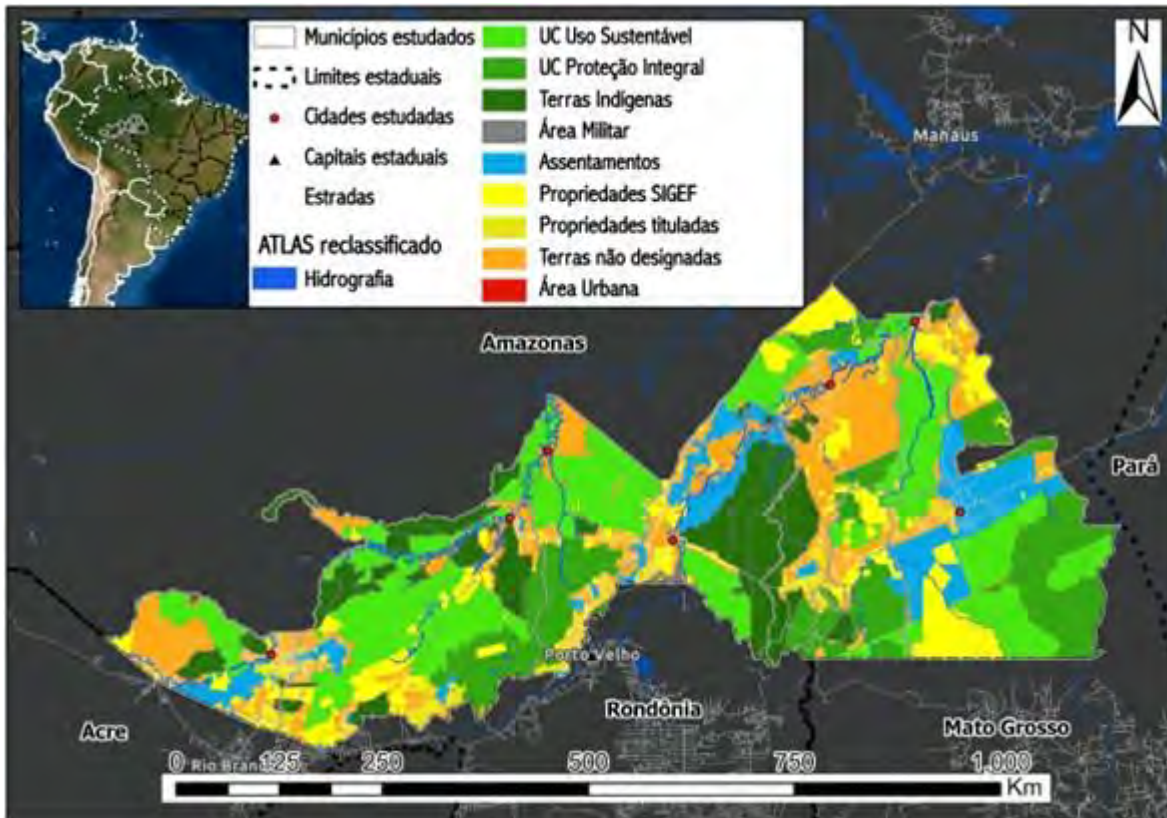 Municípios estudados
Limites estaduais
Cidades estudadas
Capitais estaduais
Estradas
ATLAS reclassificado
Hidrografia
UC Uso Sustentável
UC Proteção Integral
Terras Indígenas
Área Militar
Assentamentos
Propriedades SIGEF
Propriedades tituladas
Terras não designadas
Área Urbana
N
Manaus
Amazonas
Pará
Porto Velho
Rondônia
Acre
Mato Grosso
Rio Bran
0 125 250 500 750 1,000
Km